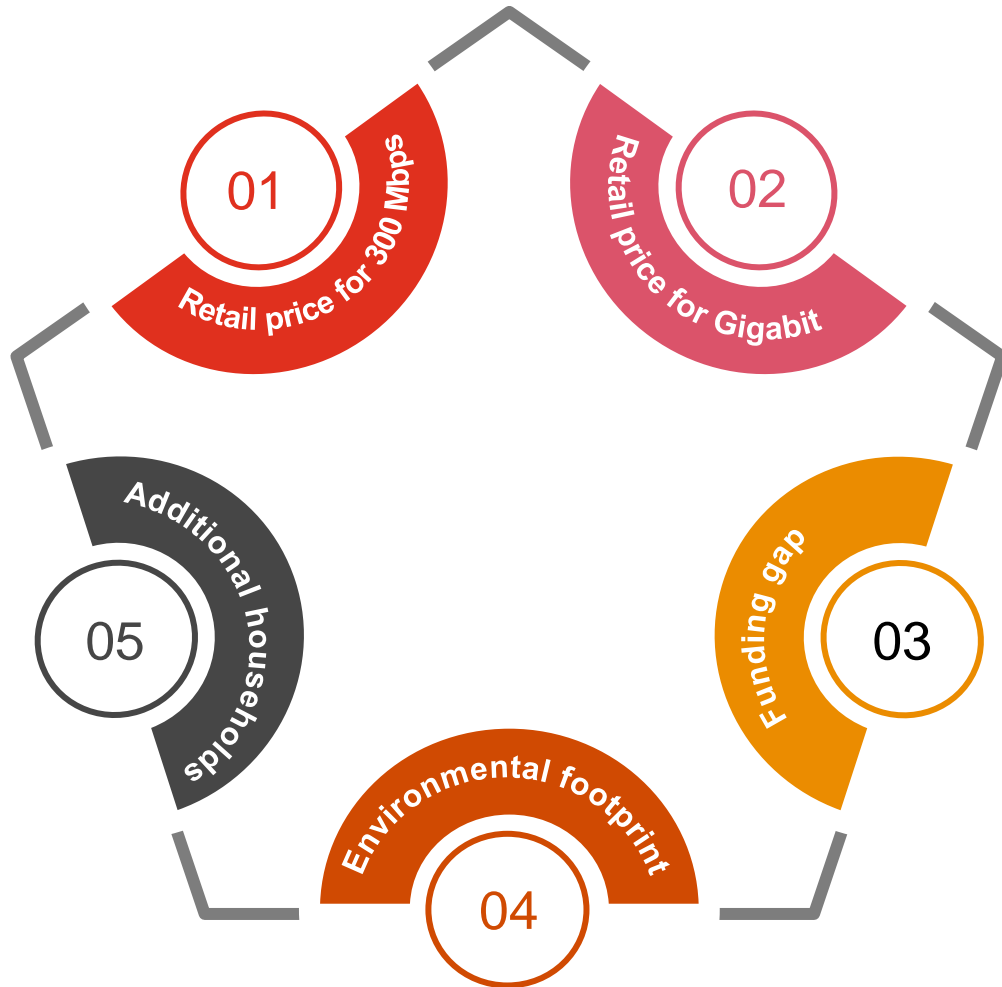 01
Retail price for 300 Mbps
02
Retail price for Gigabit
03
Funding gap
04
Environmental footprint
05
Additional households